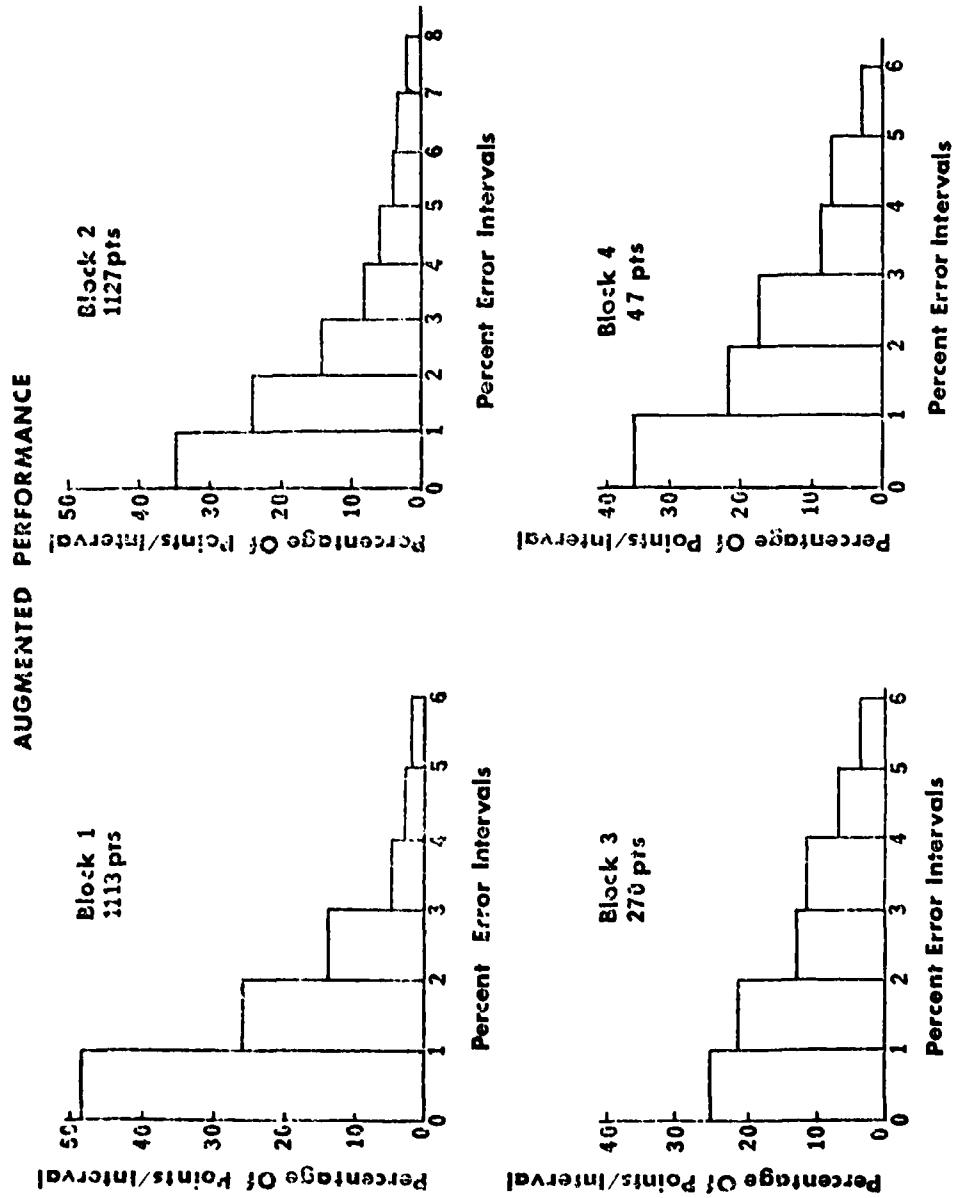 AUGMENTED PERFORMANCE
Block 1
1113 pts
Percentage Of Points/Interval
50
40
30
20
10
0
0 1 2 3 4 5 6
Percent Error Intervals
Block 2
1127 pts
Percentage Of Points/Interval
50
40
30
20
10
0
0 1 2 3 4 5 6 7 8
Percent Error Intervals
Block 3
270 pts
Percentage Of Points/Interval
40
30
20
10
0
0 1 2 3 4 5 6
Percent Error Intervals
Block 4
47 pts
Percentage Of Points/Interval
40
30
20
10
0
0 1 2 3 4 5 6
Percent Error Intervals